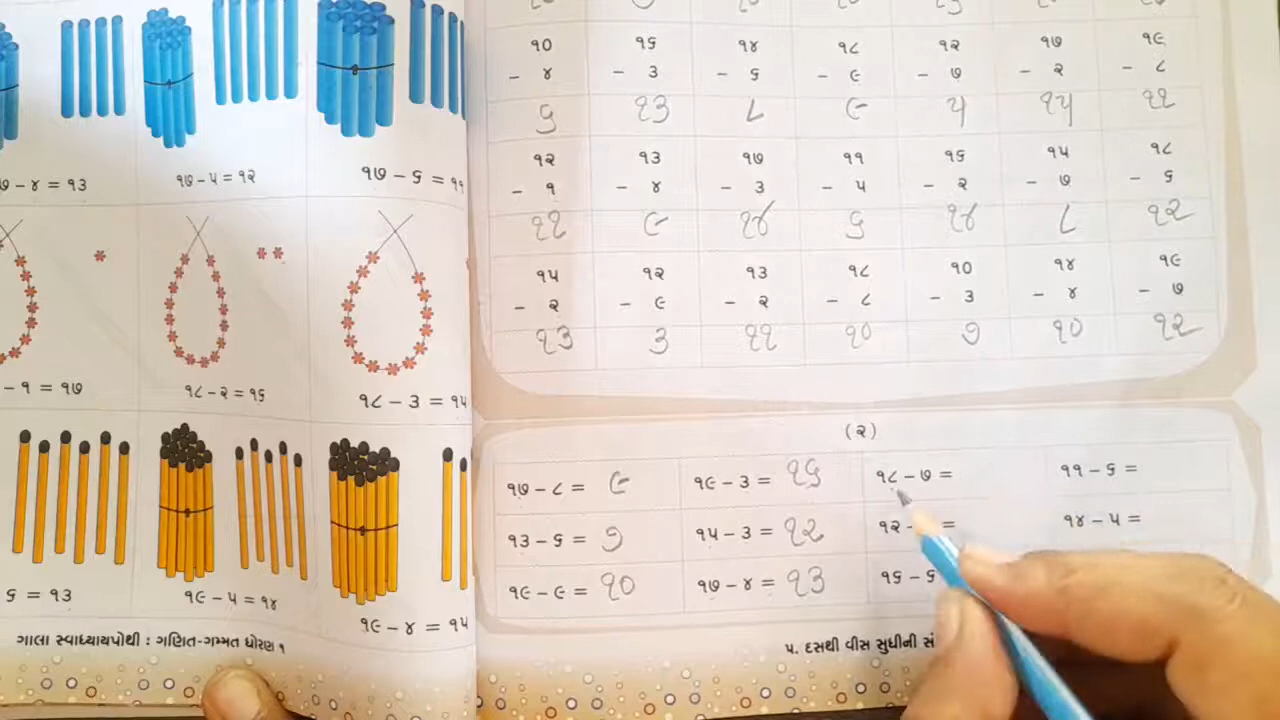 ૭ – ૪ = ૧૩
૧૭ – ૫ = ૧૨
૧૭ – ૬ = ૧૧
– ૧ = ૧૭
૧૮ – ૨ = ૧૬
૧૮ – ૩ = ૧૫
૬ = ૧૩
૧૯ – ૫ = ૧૪
૧૯ – ૪ = ૧૫
ગાલા સ્વાધ્યાયપોથી : ગણિત-ગમ્મત ધોરણ ૧
૧૦ ૧૬ ૧૪ ૧૮ ૧૨ ૧૭ ૧૯
– ૪ – ૩ – ૬ – ૯ – ૭ – ૨ – ૮
૬ ૧૩ ૮ ૯ ૫ ૧૫ ૧૧
૧૨ ૧૩ ૧૭ ૧૧ ૧૬ ૧૫ ૧૮
– ૧ – ૪ – ૩ – ૫ – ૨ – ૭ – ૬
૧૧ ૯ ૧૪ ૬ ૧૪ ૮ ૧૨
૧૫ ૧૨ ૧૩ ૧૮ ૧૦ ૧૪ ૧૯
– ૨ – ૯ – ૨ – ૮ – ૩ – ૪ – ૭
૧૩ ૩ ૧૧ ૧૦ ૭ ૧૦ ૧૨
(૨)
૧૭ – ૮ = ૯ ૧૯ – ૩ = ૧૬ ૧૮ – ૭ = ૧૧ – ૬ =
૧૩ – ૬ = ૭ ૧૫ – ૩ = ૧૨ ૧૨ – = ૧૪ – ૫ =
૧૯ – ૯ = ૧૦ ૧૭ – ૪ = ૧૩ ૧૬ – ૬
૫. દસથી વીસ સુધીની